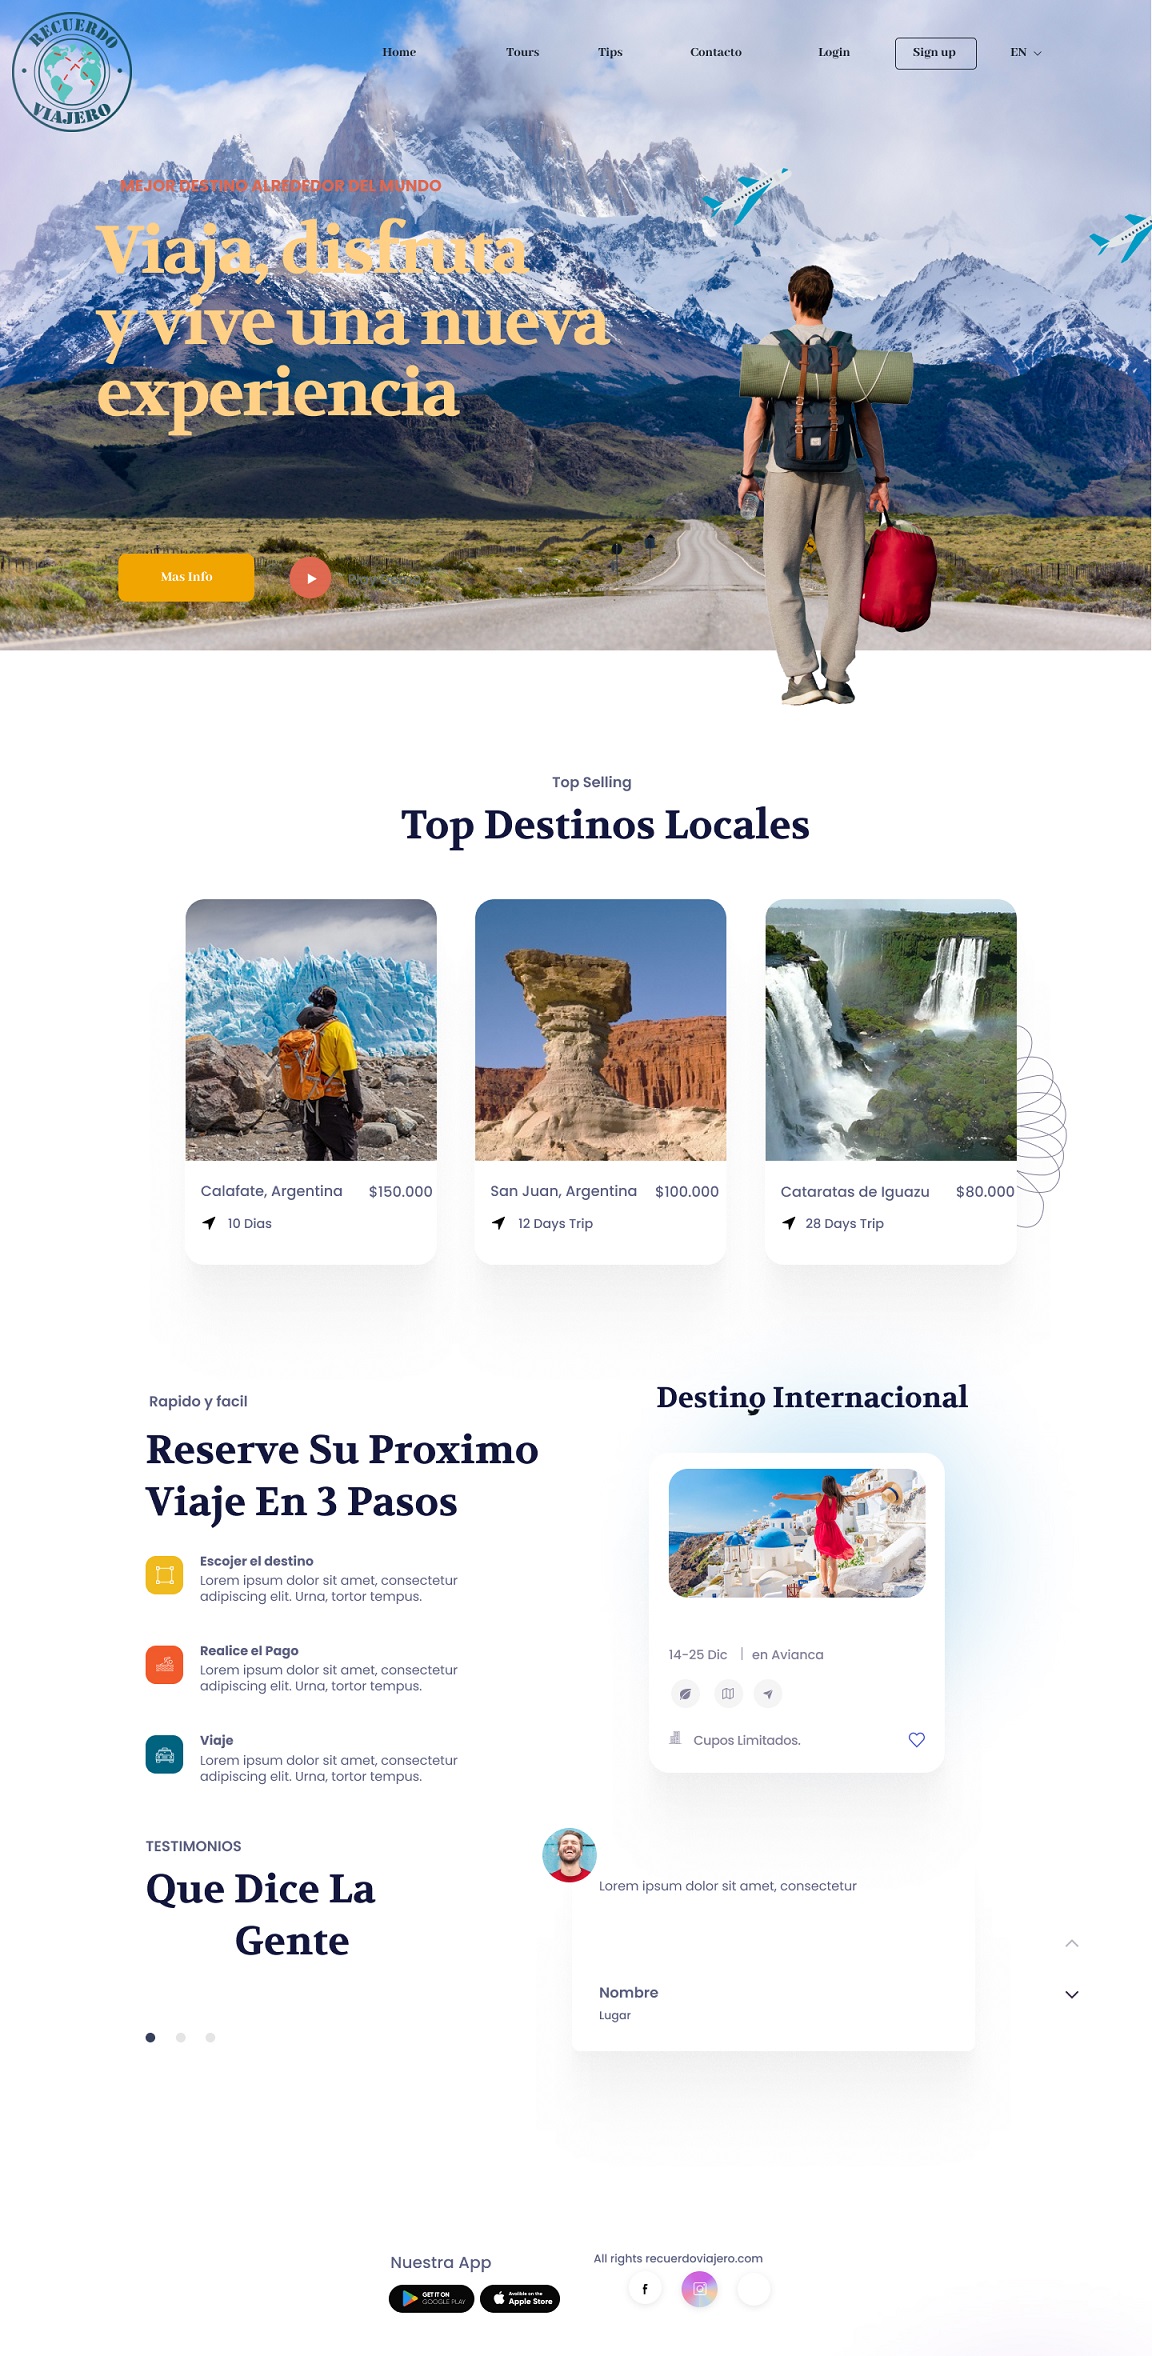 RECUERDO
VIAJERO
Home
Tours
Tips
Contacto
Login
Sign up
EN
MEJOR DESTINO ALREDEDOR DEL MUNDO
Viaja, disfruta
y vive una nueva
experiencia
Mas Info
Top Selling
Top Destinos Locales
Calafate, Argentina
$150.000
10 Dias
San Juan, Argentina
$100.000
12 Days Trip
Cataratas de Iguazu
$80.000
28 Days Trip
Rapido y facil
Reserve Su Proximo
Viaje En 3 Pasos
Escojer el destino
Lorem ipsum dolor sit amet, consectetur
adipiscing elit. Urna, tortor tempus.
Realice el Pago
Lorem ipsum dolor sit amet, consectetur
adipiscing elit. Urna, tortor tempus.
Viaje
Lorem ipsum dolor sit amet, consectetur
adipiscing elit. Urna, tortor tempus.
Destino Internacional
14-25 Dic | en Avianca
Cupos Limitados.
TESTIMONIOS
Que Dice La
Gente
Lorem ipsum dolor sit amet, consectetur
Nombre
Lugar
Nuestra App
GET IT ON
GOOGLE PLAY
Available on the
Apple Store
All rights recuerdoviajero.com